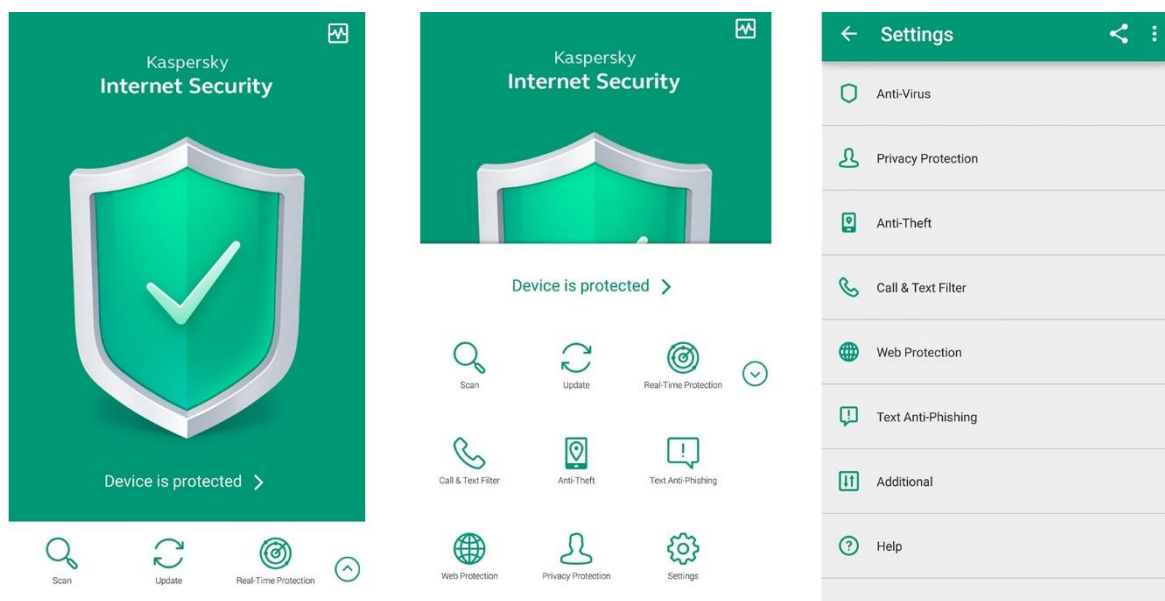 Kaspersky
Internet Security
Device is protected
Scan
Update
Real-Time Protection
Kaspersky
Internet Security
Device is protected
Scan
Update
Real-Time Protection
Call & Text Filter
Anti-Theft
Text Anti-Phishing
Web Protection
Privacy Protection
Settings
Settings
Anti-Virus
Privacy Protection
Anti-Theft
Call & Text Filter
Web Protection
Text Anti-Phishing
Additional
Help